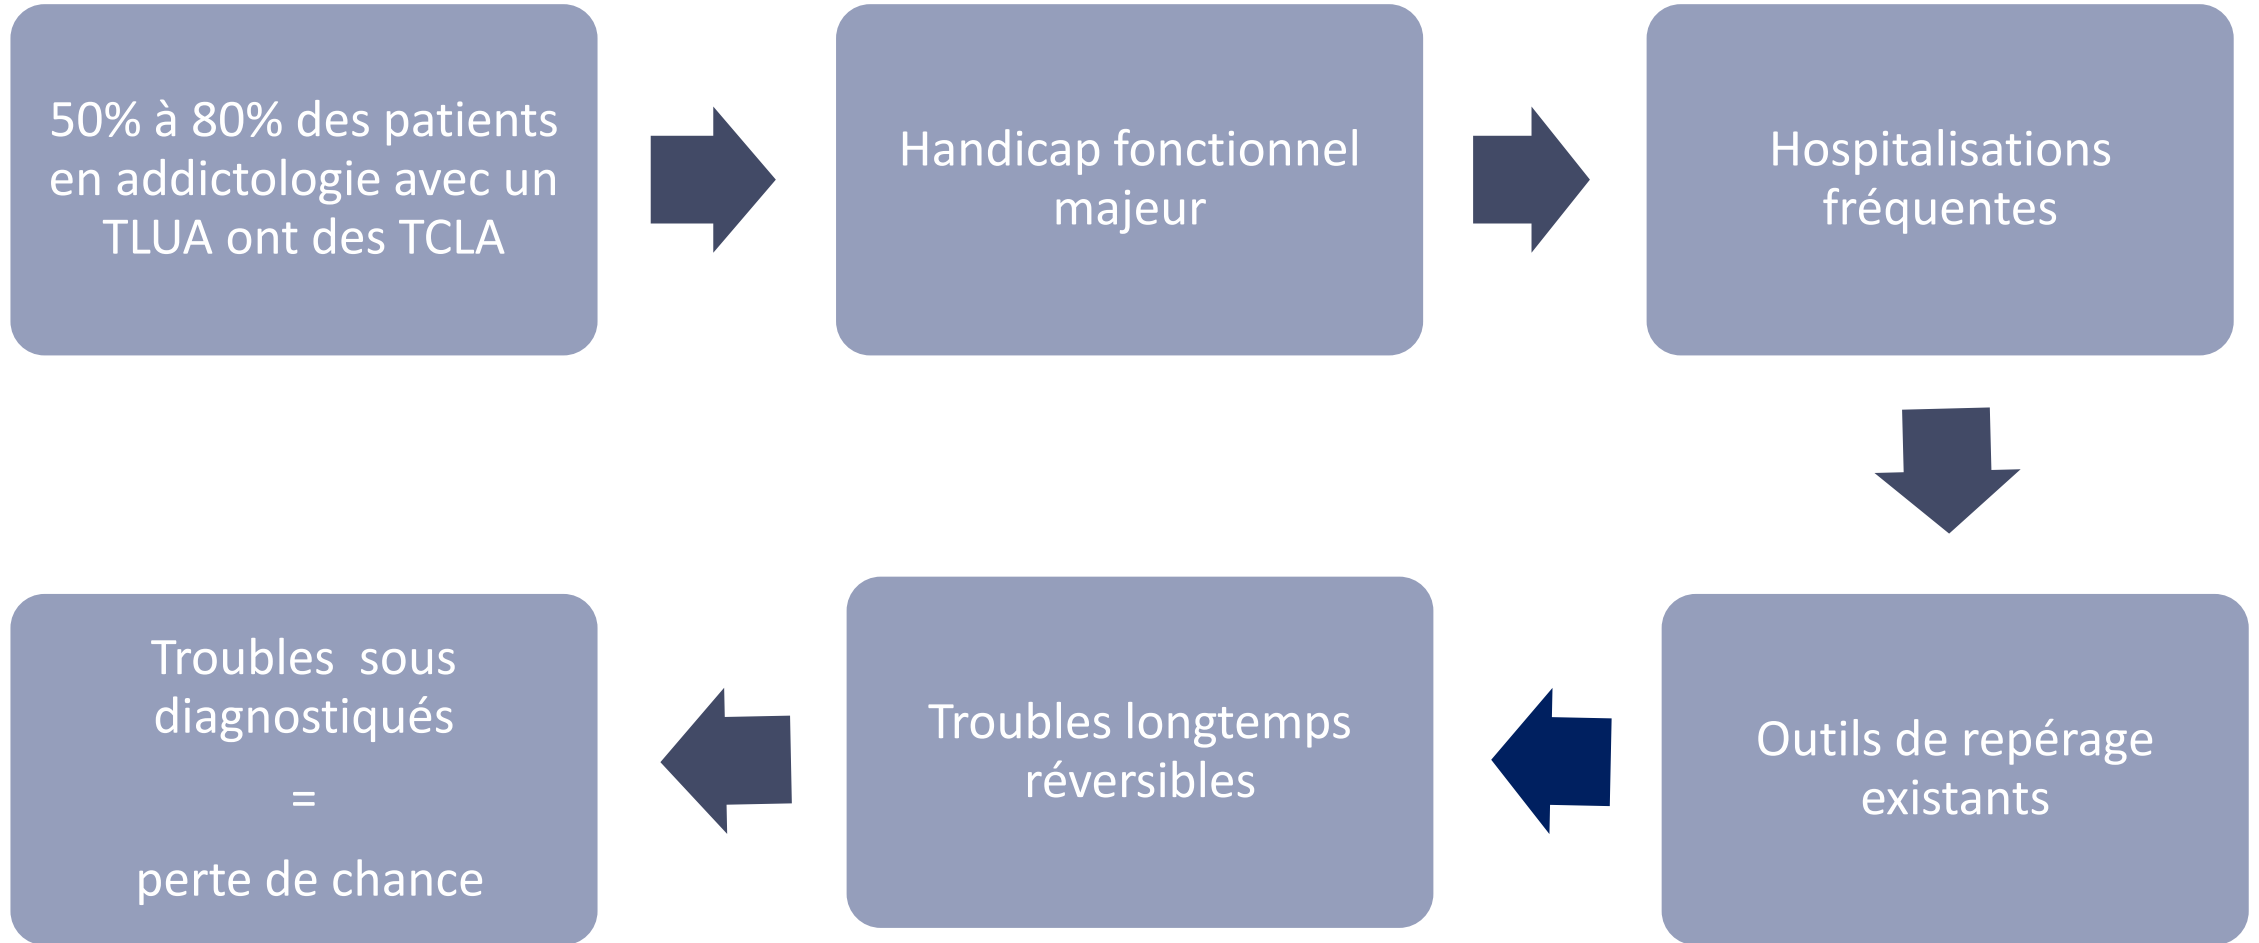 50% à 80% des patients
en addictologie avec un
TLUA ont des TCLA
Handicap fonctionnel
majeur
Hospitalisations
fréquentes
Outils de repérage
existants
Troubles longtemps
réversibles
Troubles  sous
diagnostiqués
=
perte de chance